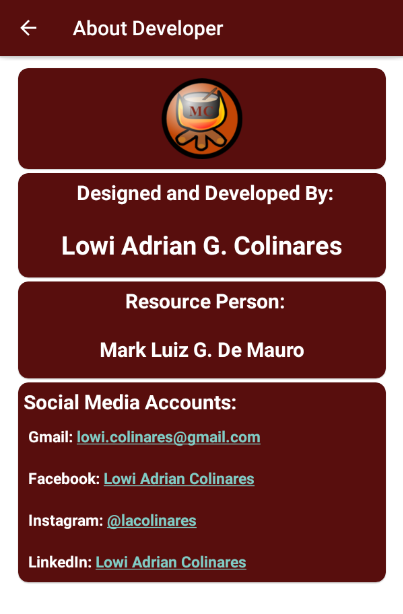 About Developer
MC
Designed and Developed By:
Lowi Adrian G. Colinares
Resource Person:
Mark Luiz G. De Mauro
Social Media Accounts:
Gmail: lowi.colinares@gmail.com
Facebook: Lowi Adrian Colinares
Instagram: @lacolinares
LinkedIn: Lowi Adrian Colinares